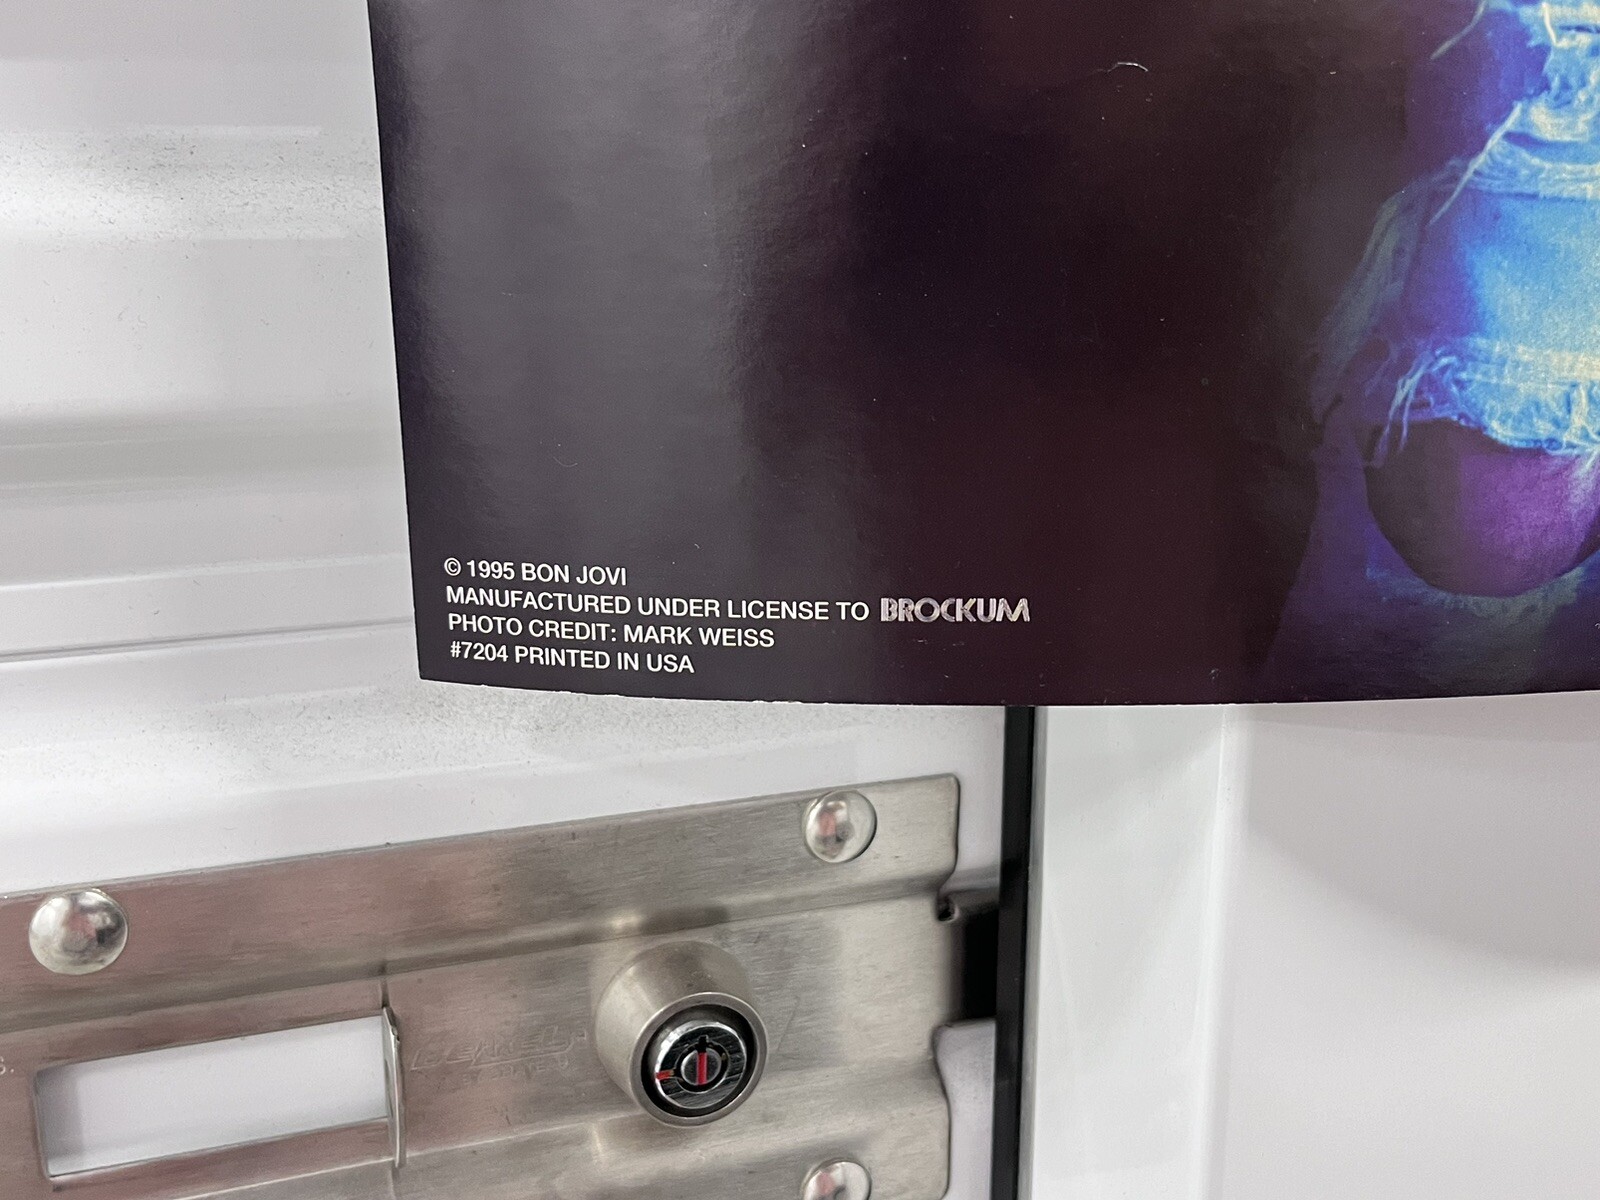 © 1995 BON JOVI
MANUFACTURED UNDER LICENSE TO BROCKUM
PHOTO CREDIT: MARK WEISS
#7204 PRINTED IN USA